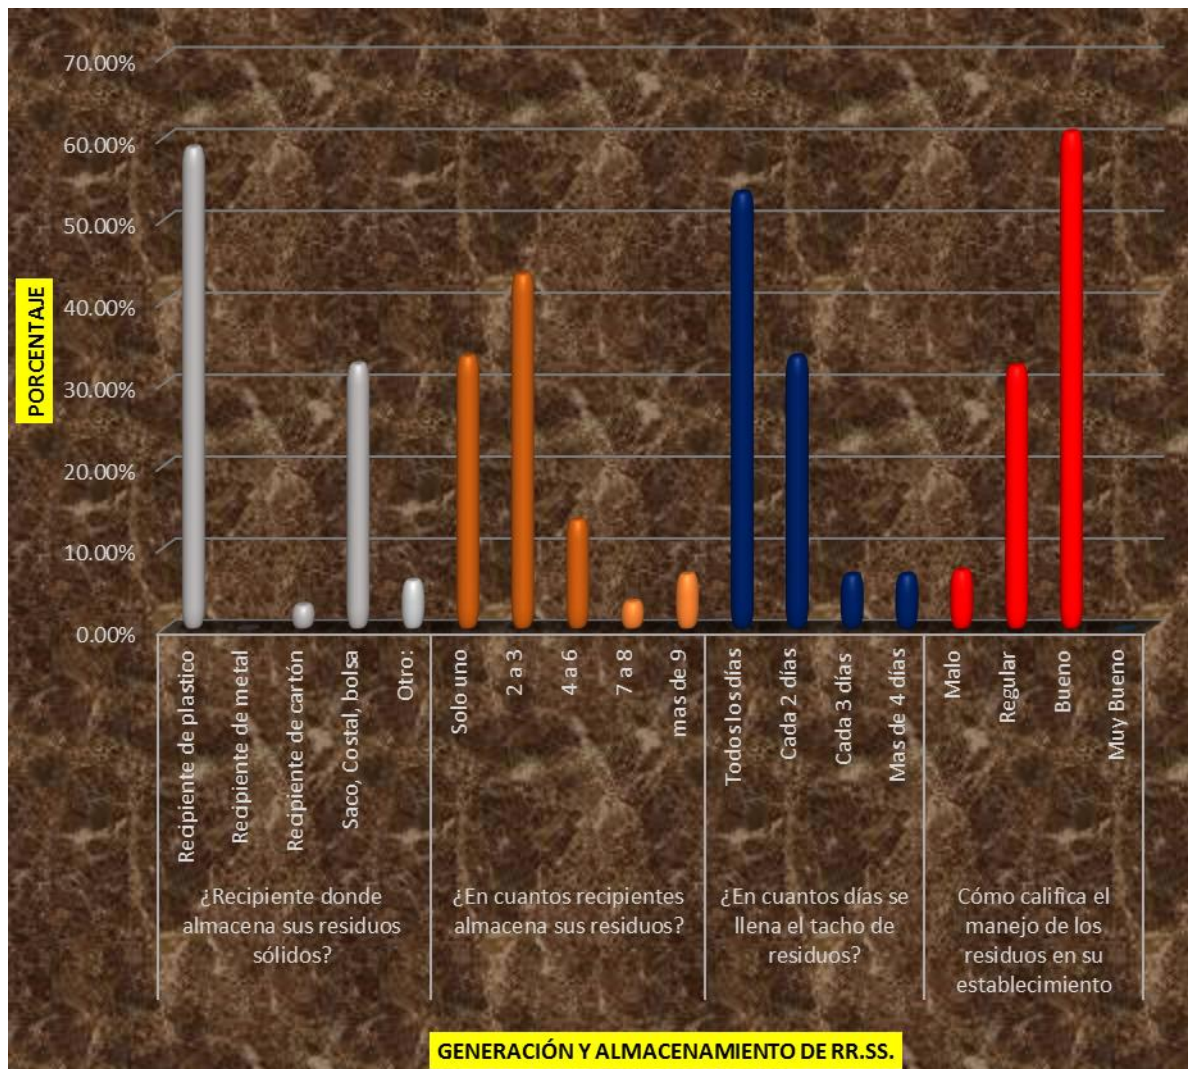 70.00%
60.00%
50.00%
40.00%
30.00%
20.00%
10.00%
0.00%
PORCENTAJE
Recipiente de plastico
Recipiente de metal
Recipiente de cartón
Saco, Costal, bolsa
Otro:
Solo uno
2 a 3
4 a 6
7 a 8
mas de 9
Todos los días
Cada 2 días
Cada 3 días
Mas de 4 días
Malo
Regular
Bueno
Muy Bueno
¿Recipiente donde
almacena sus residuos
sólidos?
¿En cuantos recipientes
almacena sus residuos?
¿En cuantos días se
llena el tacho de
residuos?
Cómo califica el
manejo de los
residuos en su
establecimiento
GENERACIÓN Y ALMACENAMIENTO DE RR.SS.